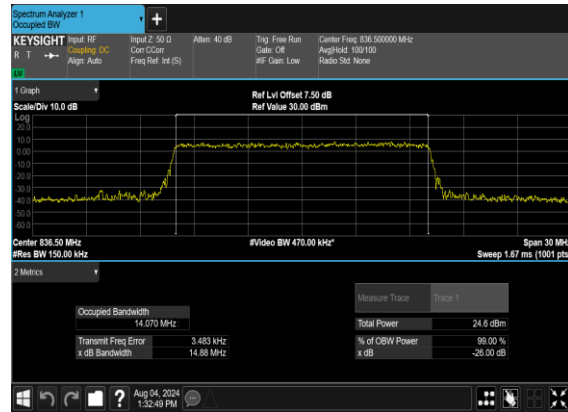 Spectrum Analyzer 1
Occupied BW
+
KEYSIGHT
R T
LU
Input: RF
Coupling: DC
Align: Auto
Input Z: 50 Ω
Corr CCorr
Freq Ref: Int (S)
Atten: 40 dB
Trig: Free Run
Gate: Off
#IF Gain: Low
Center Freq: 836.500000 MHz
Avg|Hold: 100/100
Radio Std: None
1 Graph
Scale/Div 10.0 dB
Ref Lvl Offset 7.50 dB
Ref Value 30.00 dBm
Log
20.0
10.0
0.00
-10.0
-20.0
-30.0
-40.0
-50.0
-60.0
Center 836.50 MHz
#Res BW 150.00 kHz
#Video BW 470.00 kHz*
Span 30 MHz
Sweep 1.67 ms (1001 pts
2 Metrics
Measure Trace
Trace 1
Occupied Bandwidth
14.070 MHz
Total Power
24.6 dBm
Transmit Freq Error
3.483 kHz
% of OBW Power
99.00 %
x dB Bandwidth
14.88 MHz
x dB
-26.00 dB
?
Aug 04, 2024
1:32:49 PM